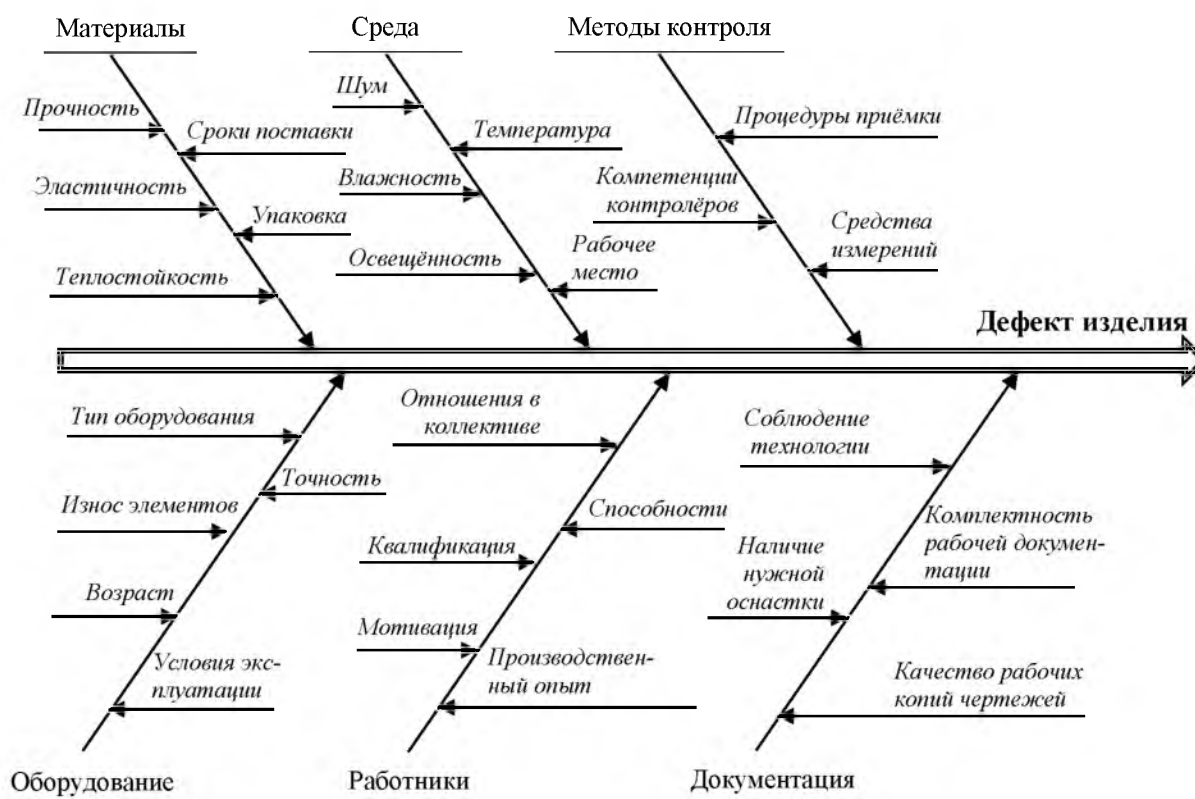 Материалы
Среда
Методы контроля
Прочность
Сроки поставки
Эластичность
Упаковка
Теплостойкость
Шум
Температура
Влажность
Освещённость
Рабочее
место
Процедуры приёмки
Компетенции
контролёров
Средства
измерений
Дефект изделия
Тип оборудования
Точность
Износ элементов
Возраст
Условия экс-
плуатации
Отношения в
коллективе
Способности
Квалификация
Мотивация
Производствен-
ный опыт
Соблюдение
технологии
Комплектность
рабочей докумен-
тации
Наличие
нужной
оснастки
Качество рабочих
копий чертежей
Оборудование
Работники
Документация